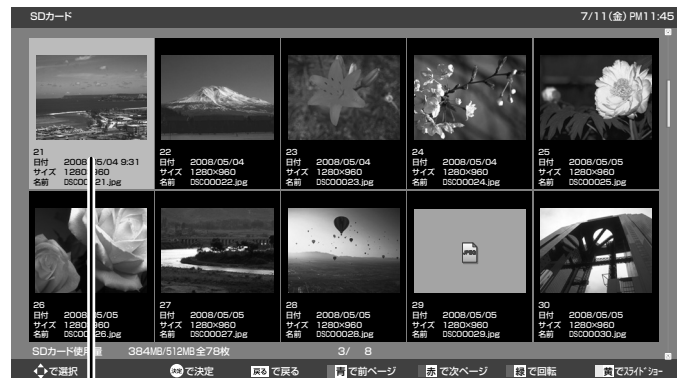 SDカード 7/11(金) PM11:45
21
日付 2008/05/04 9:31
サイズ 1280×960
名前 DSC00021.jpg
22
日付 2008/05/04
サイズ 1280×960
名前 DSC00022.jpg
23
日付 2008/05/04
サイズ 1280×960
名前 DSC00023.jpg
24
日付 2008/05/04
サイズ 1280×960
名前 DSC00024.jpg
25
日付 2008/05/05
サイズ 1280×960
名前 DSC00025.jpg
26
日付 2008/05/05
サイズ 1280×960
名前 DSC00026.jpg
27
日付 2008/05/05
サイズ 1280×960
名前 DSC00027.jpg
28
日付 2008/05/05
サイズ 1280×960
名前 DSC00028.jpg
JPEG
29
日付 2008/05/05
サイズ 1280×960
名前 DSC00029.jpg
30
日付 2008/05/05
サイズ 1280×960
名前 DSC00030.jpg
SDカード使用量 384MB/512MB 全78枚 3/ 8
で選択 決定 で決定 戻る で戻る 青 で前ページ 赤 で次ページ 緑 で回転 黄 でスライドショー